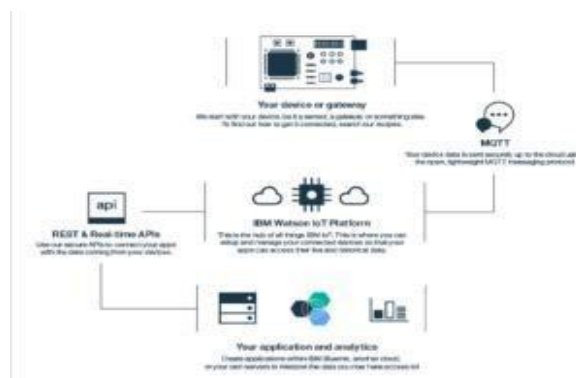 Your device or gateway
We start with your device, be it a sensor, a gateway, or something else.
To find out how to get it connected, search our recipes.
MQTT
Your device data is sent securely up to the cloud
the open, lightweight MQTT messaging protocol
api
REST & Real-time APIs
Use our secure APIs to connect your apps
with the data coming from your devices.
IBM Watson IoT Platform
This is the hub of all things IBM IoT. This is where you can
setup and manage your connected devices so that your
apps can access their live and historical data.
Your application and analytics
Create applications within IBM Bluemix, another cloud,
or your own servers to interpret the data you now have access to!